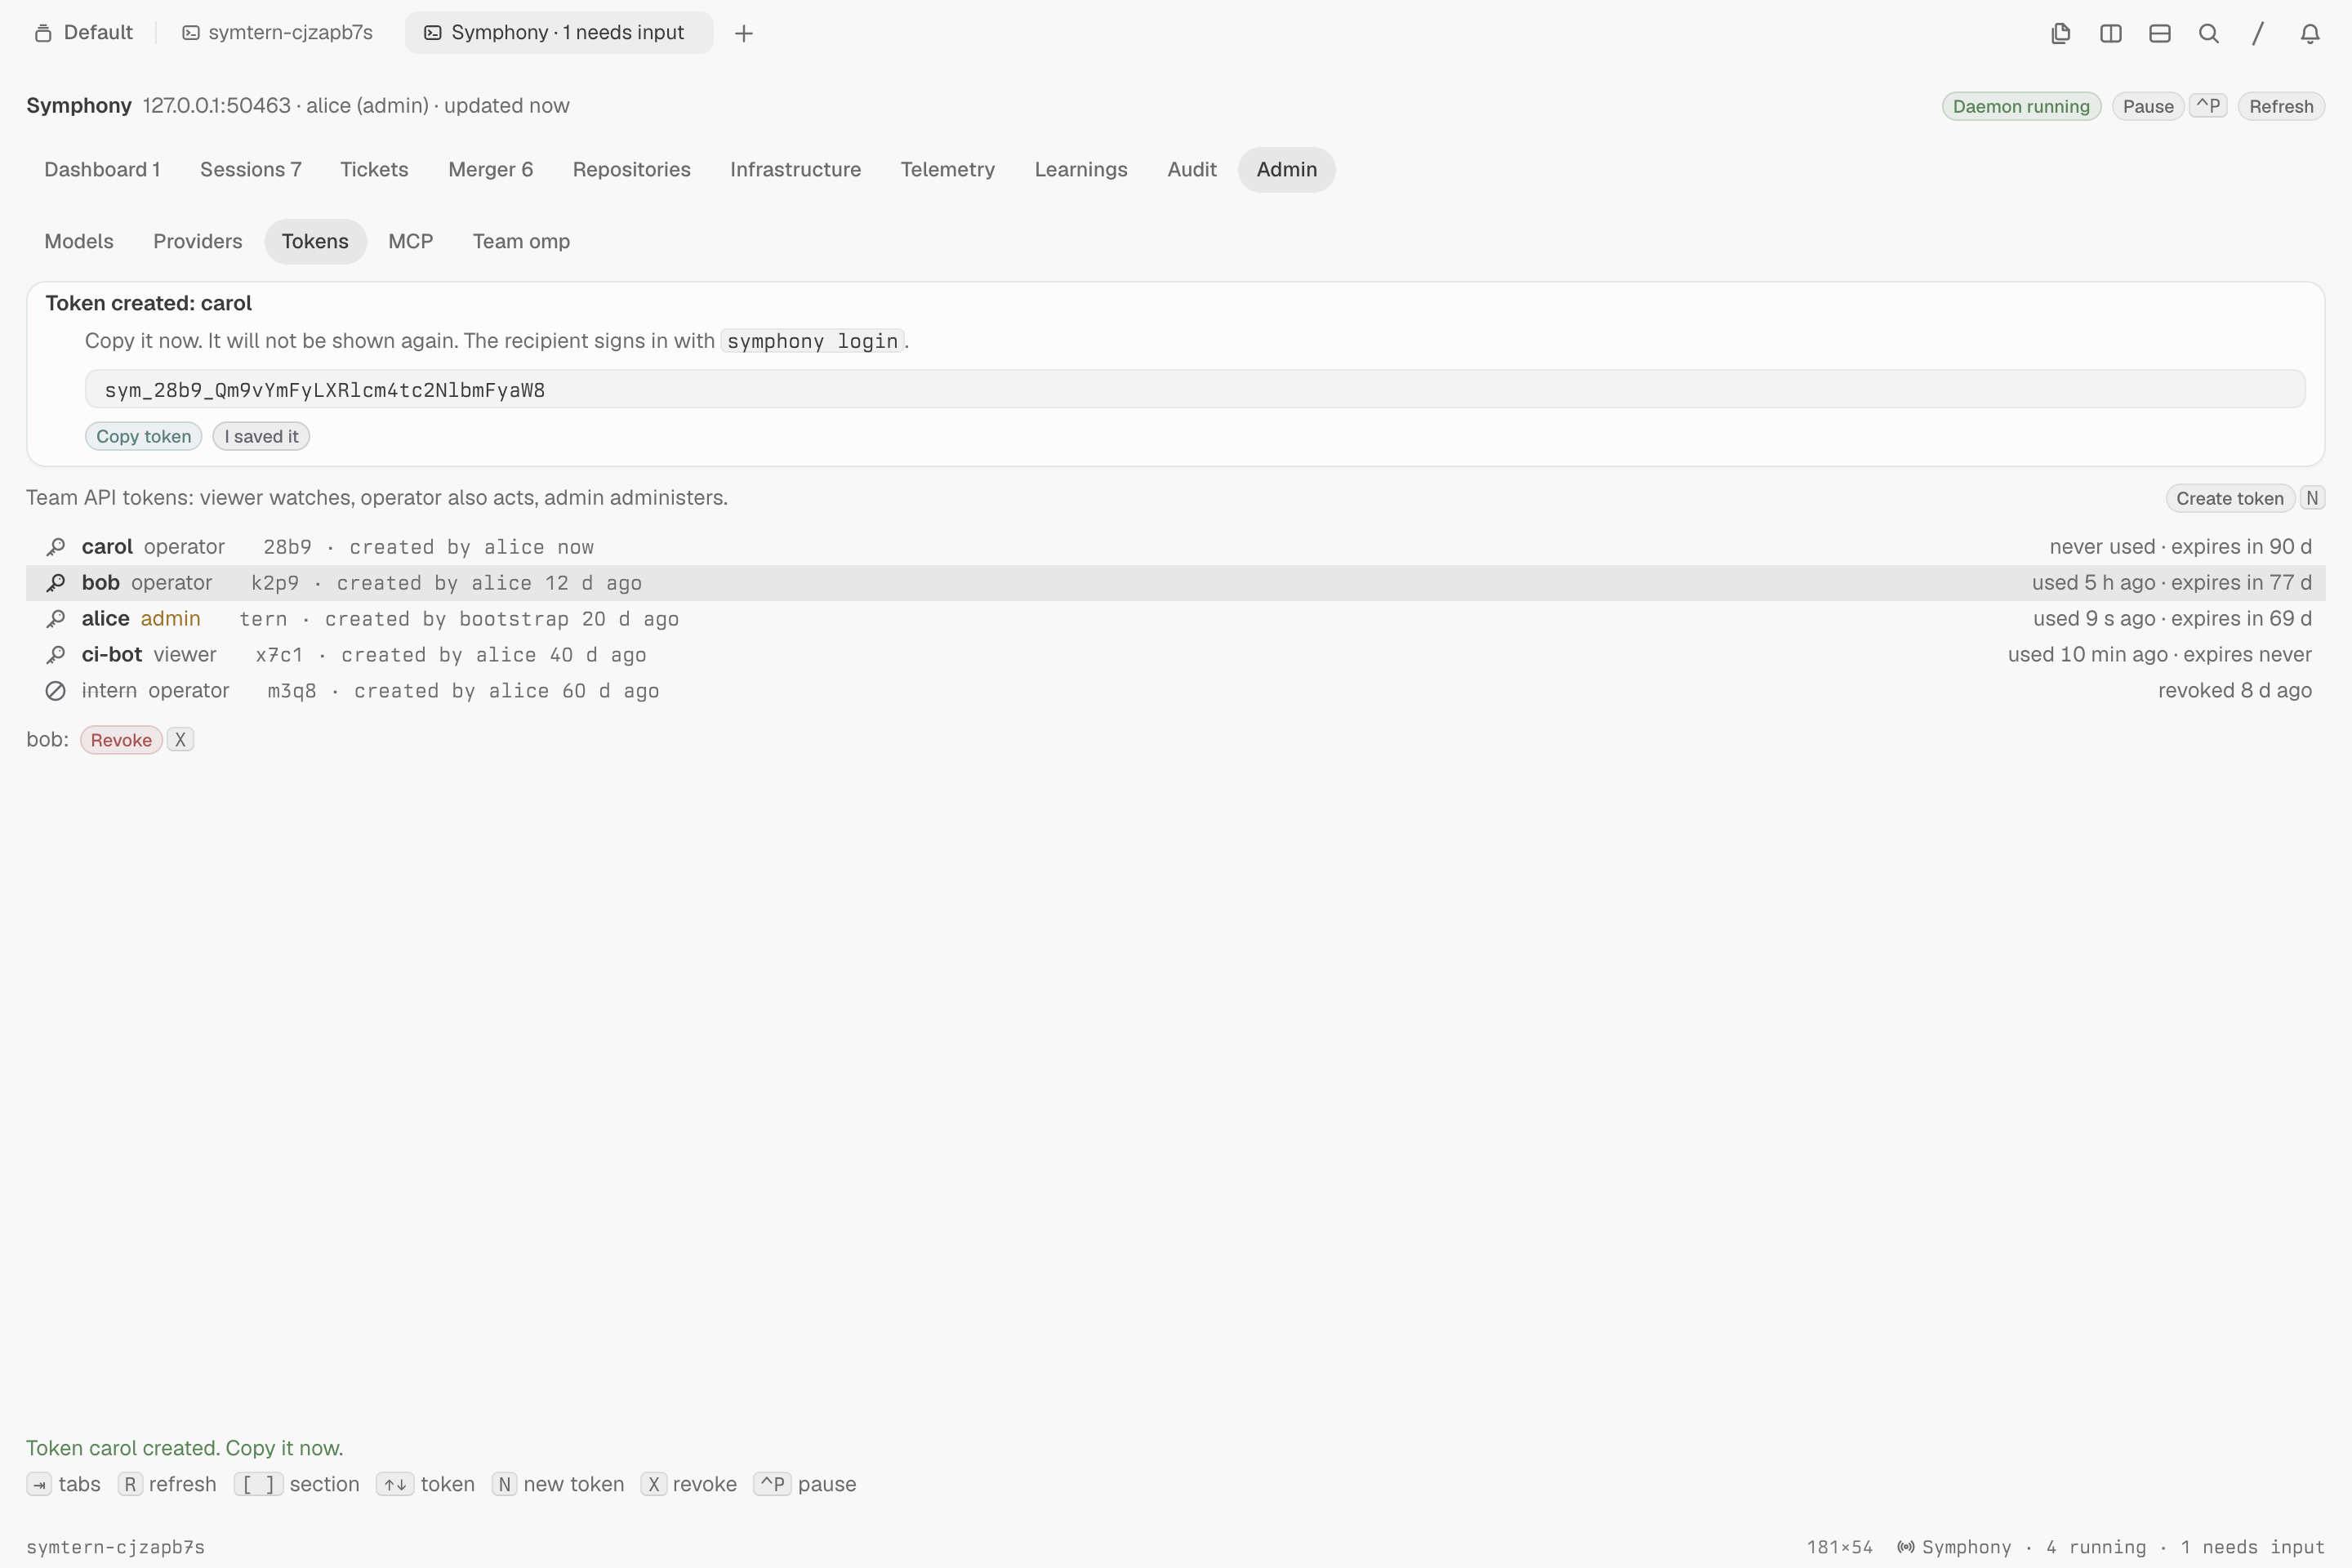 Default symtern-cjzapb7s Symphony · 1 needs input
Symphony 127.0.0.1:50463 · alice (admin) · updated now Daemon running Pause ^P Refresh
Dashboard 1 Sessions 7 Tickets Merger 6 Repositories Infrastructure Telemetry Learnings Audit Admin
Models Providers Tokens MCP Team omp
Token created: carol
Copy it now. It will not be shown again. The recipient signs in with symphony login.
sym_28b9_Qm9vYmFyLXRlcm4tc2NlbmFyaW8
Copy token I saved it
Team API tokens: viewer watches, operator also acts, admin administers. Create token N
carol operator 28b9 · created by alice now never used · expires in 90 d
bob operator k2p9 · created by alice 12 d ago used 5 h ago · expires in 77 d
alice admin tern · created by bootstrap 20 d ago used 9 s ago · expires in 69 d
ci-bot viewer x7c1 · created by alice 40 d ago used 10 min ago · expires never
intern operator m3q8 · created by alice 60 d ago revoked 8 d ago
bob: Revoke X
Token carol created. Copy it now.
⇥ tabs R refresh [ ] section ↑↓ token N new token X revoke ^P pause
symtern-cjzapb7s 181×54 Symphony · 4 running · 1 needs input